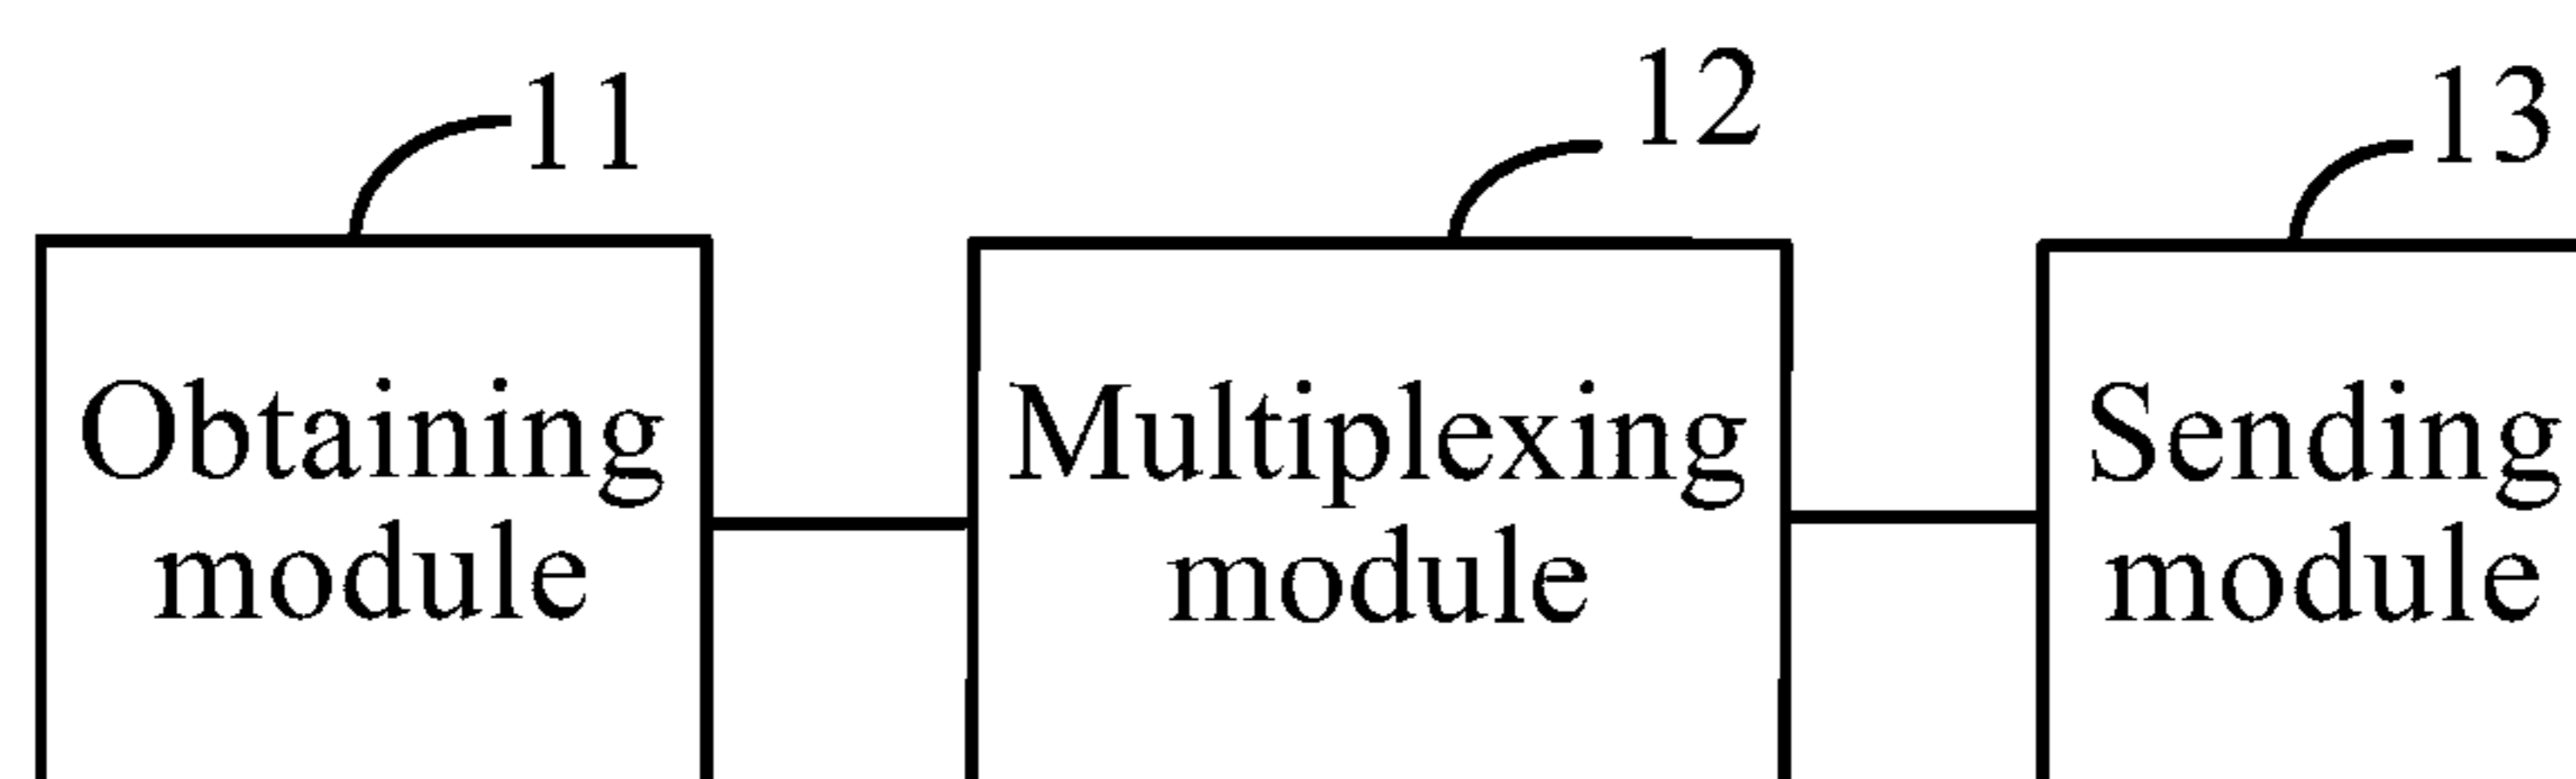 11
12
13
Obtaining
module
Multiplexing
module
Sending
module